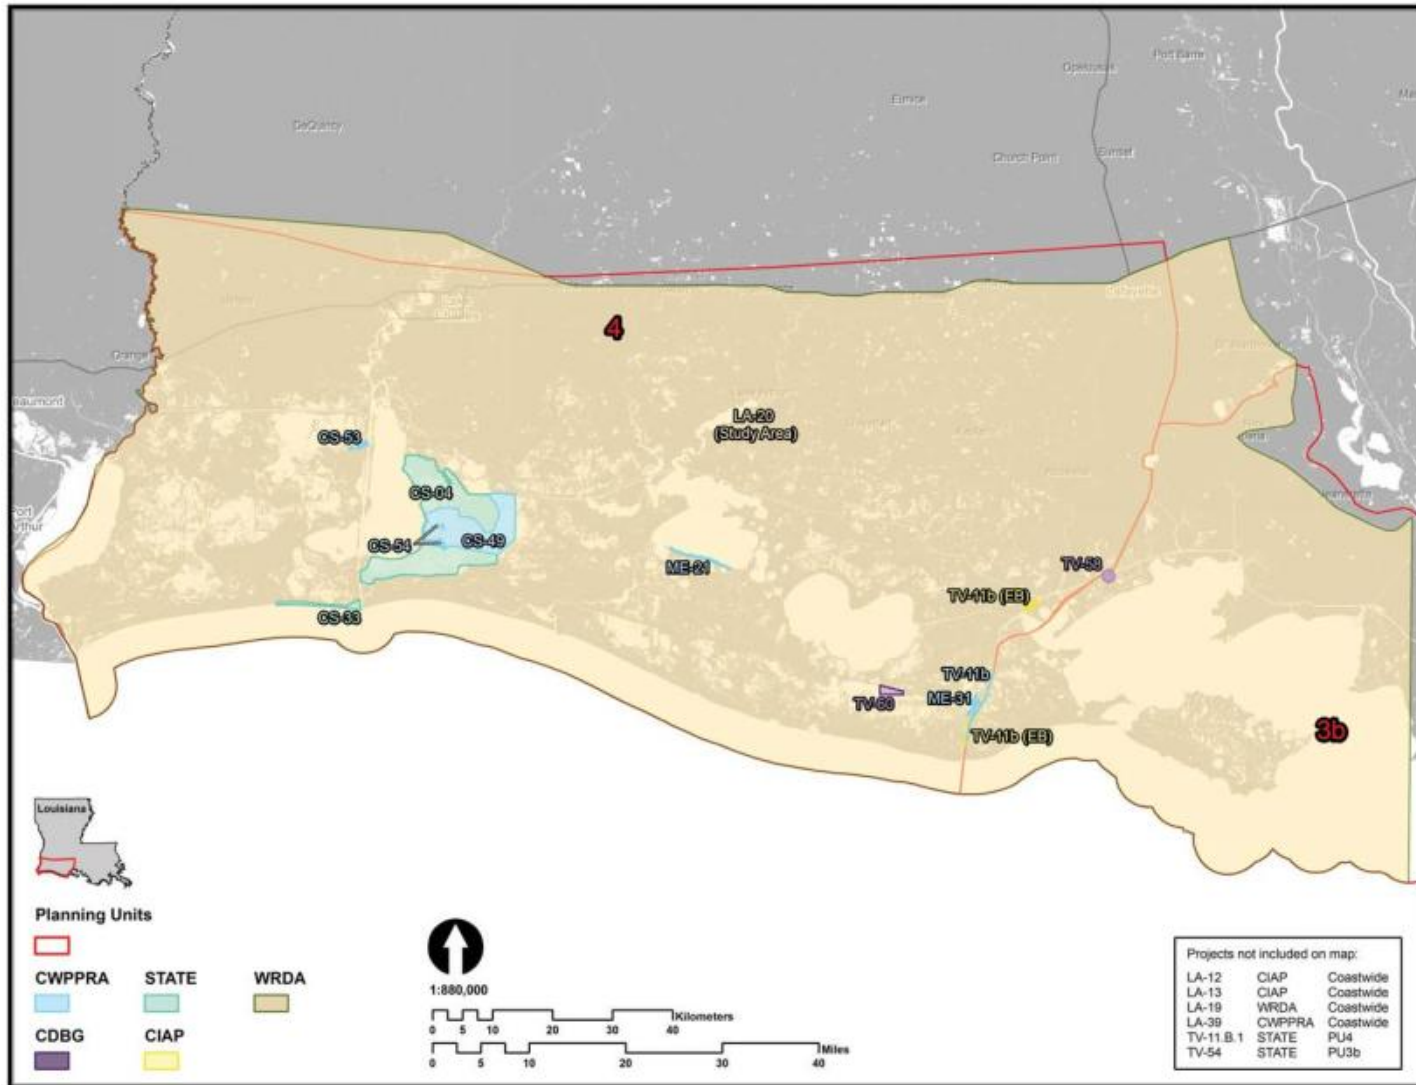 Port Barre
Opelousas
Eunice
DeQuincy
Church Point
Sunset
Lafayette
Orange
Lake
Charles
4
Beaumont
LA-20
(Study Area)
CS-53
CS-04
CS-54
CS-49
ME-21
Port
Arthur
TV-58
TV-11b (EB)
CS-33
TV-11b
ME-31
TV-60
TV-11b (EB)
3b
Louisiana
Planning Units
CWPPRA
STATE
WRDA
CDBG
CIAP
1:880,000
Kilometers
0 5 10 20 30 40
Miles
0 5 10 20 30 40
Projects not included on map:
LA-12 CIAP Coastwide
LA-13 CIAP Coastwide
LA-19 WRDA Coastwide
LA-39 CWPPRA Coastwide
TV-11.B.1 STATE PU4
TV-54 STATE PU3b